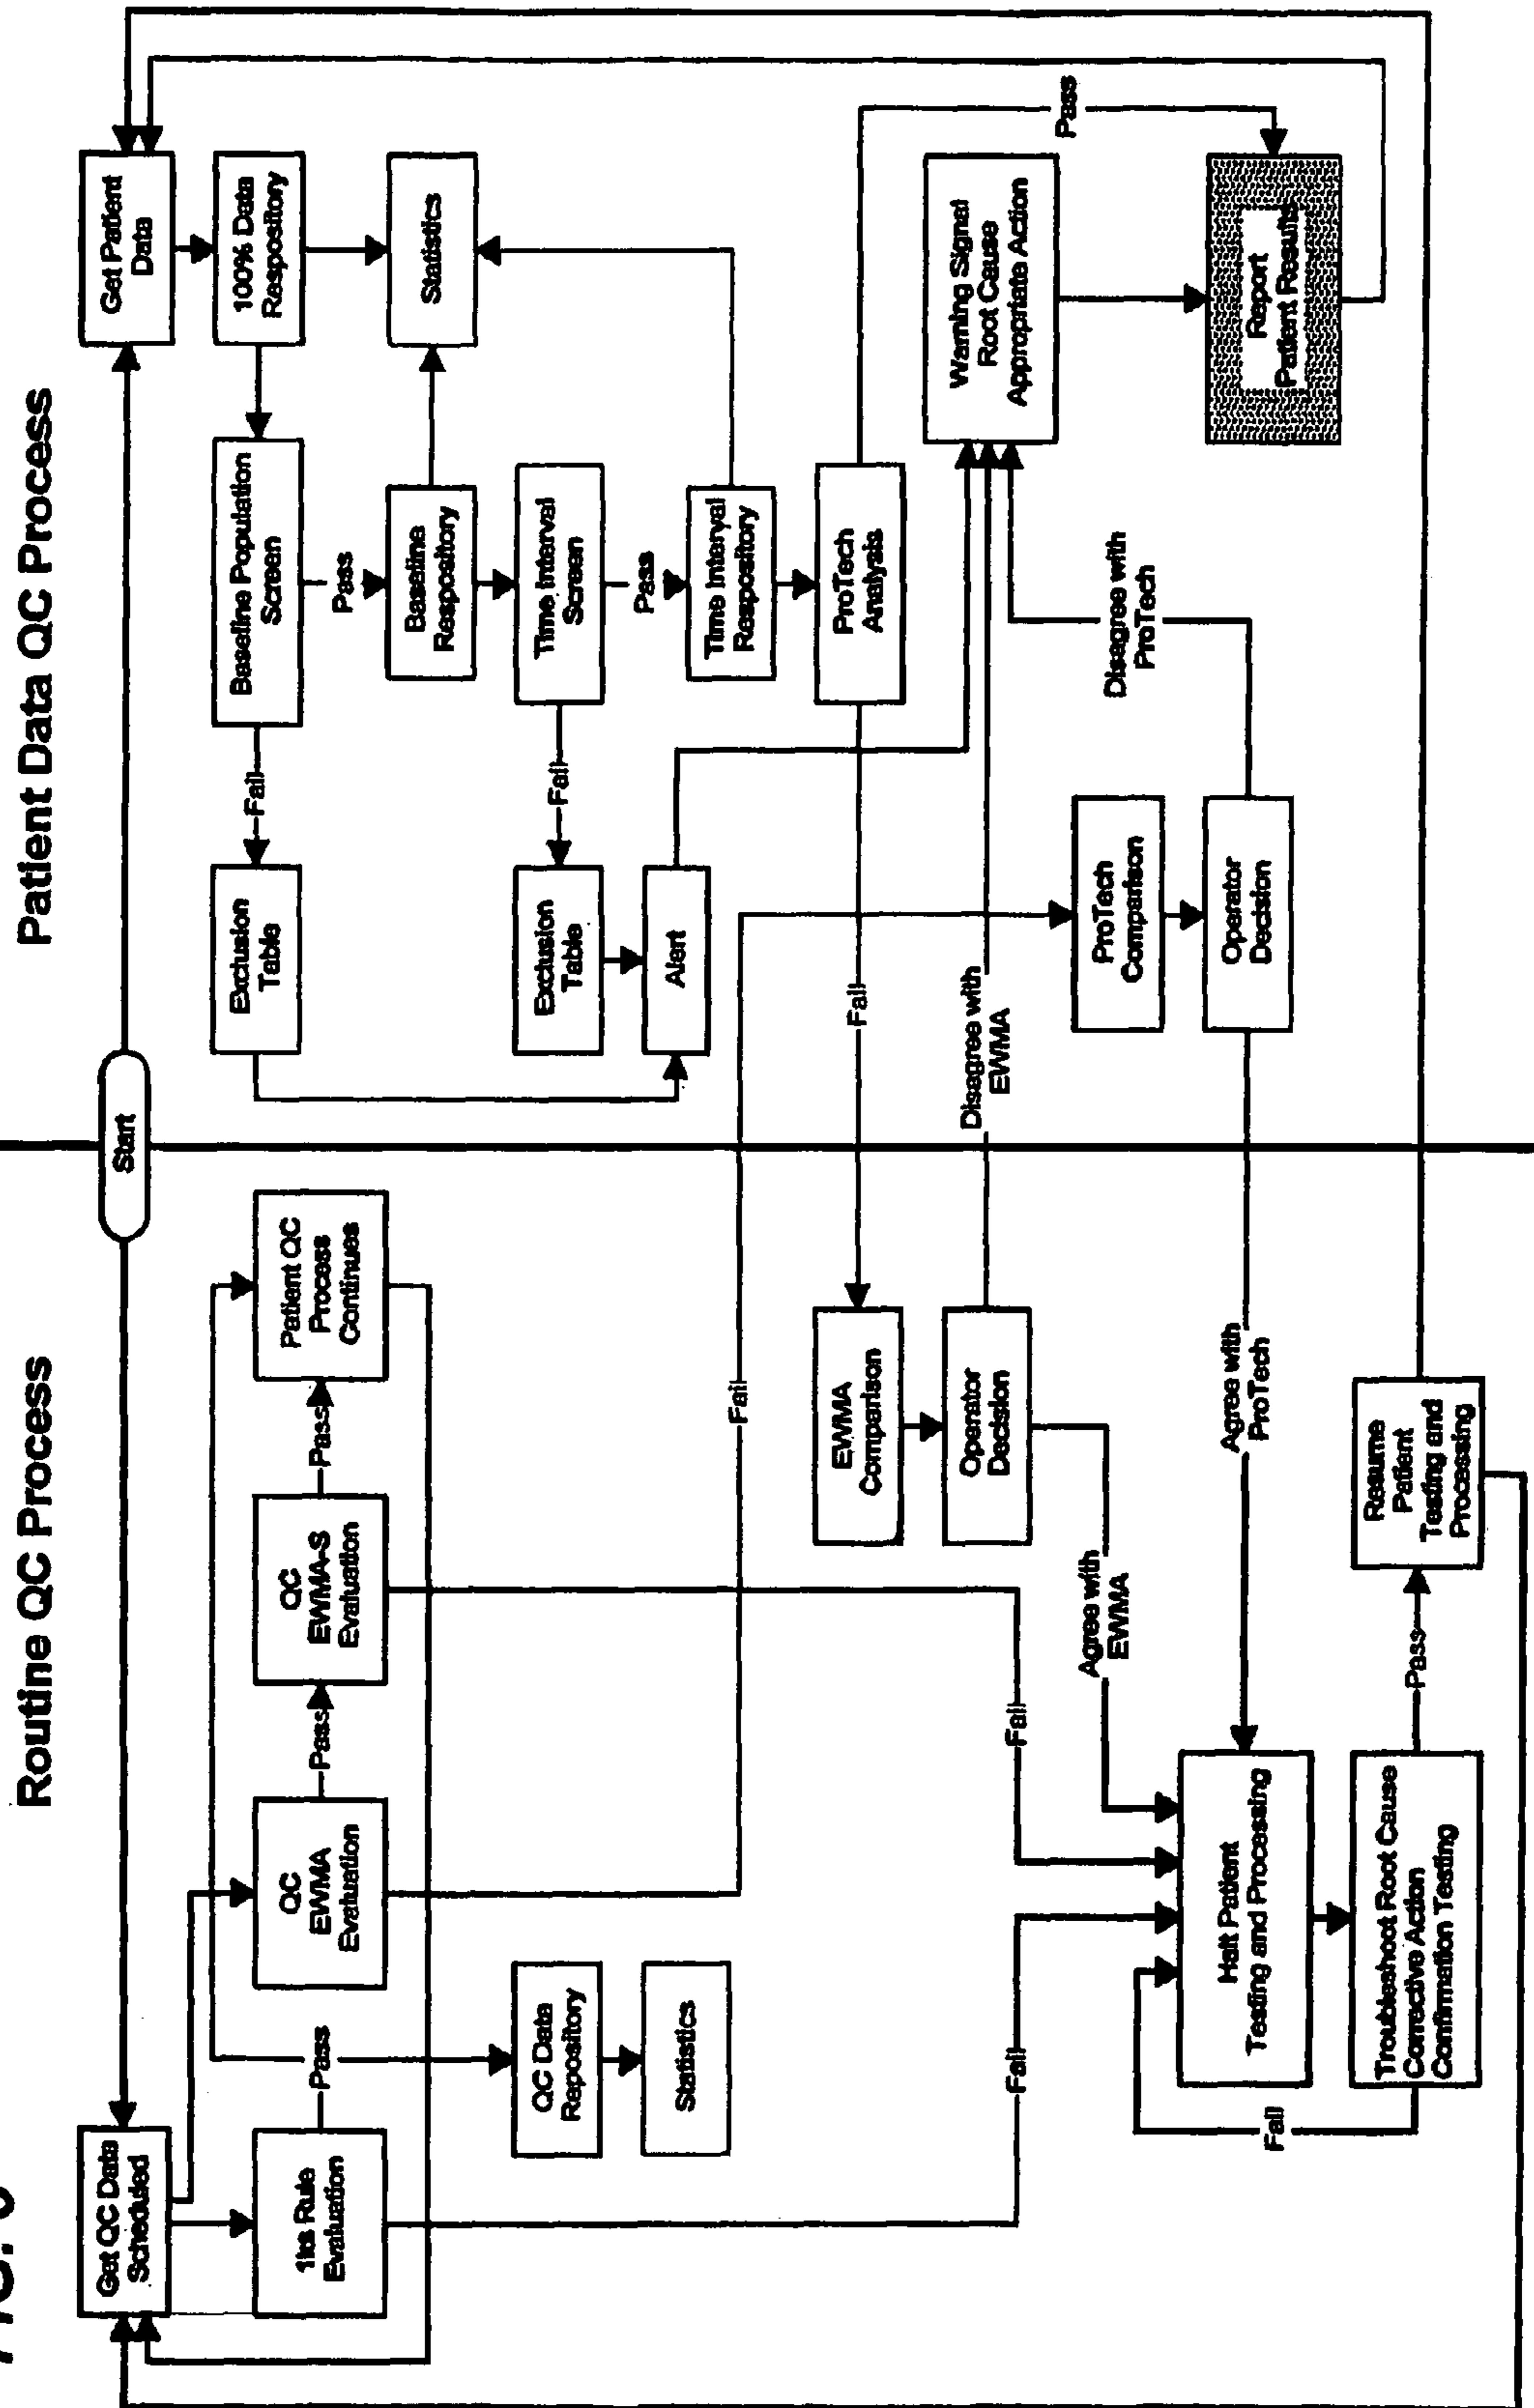 Routine QC Process
Patient Data QC Process
Start
Get QC Data
Scheduled
Pass
QC
EWMA
Evaluation
Pass
QC
EWMA-S
Evaluation
Pass
Patient QC
Process
Continues
Rule
Evaluation
QC Data
Repository
Statistics
Fail
Fail
Fail
EWMA
Comparison
Operator
Decision
Agree with
EWMA
Disagree with
EWMA
Agree with
ProTech
Halt Patient
Testing and Processing
Fail
Troubleshoot Root Cause
Corrective Action
Confirmation Testing
Pass
Resume
Patient
Testing and
Processing
Get Patient
Data
100% Data
Respository
Statistics
Baseline Population
Screen
Fail
Exclusion
Table
Pass
Baseline
Respository
Time Interval
Screen
Fail
Exclusion
Table
Alert
Pass
Time Interval
Respository
ProTech
Analysis
Fail
Pass
Warning Signal
Root Cause
Appropriate Action
ProTech
Comparison
Operator
Decision
Disagree with
ProTech
Report
Patient Results